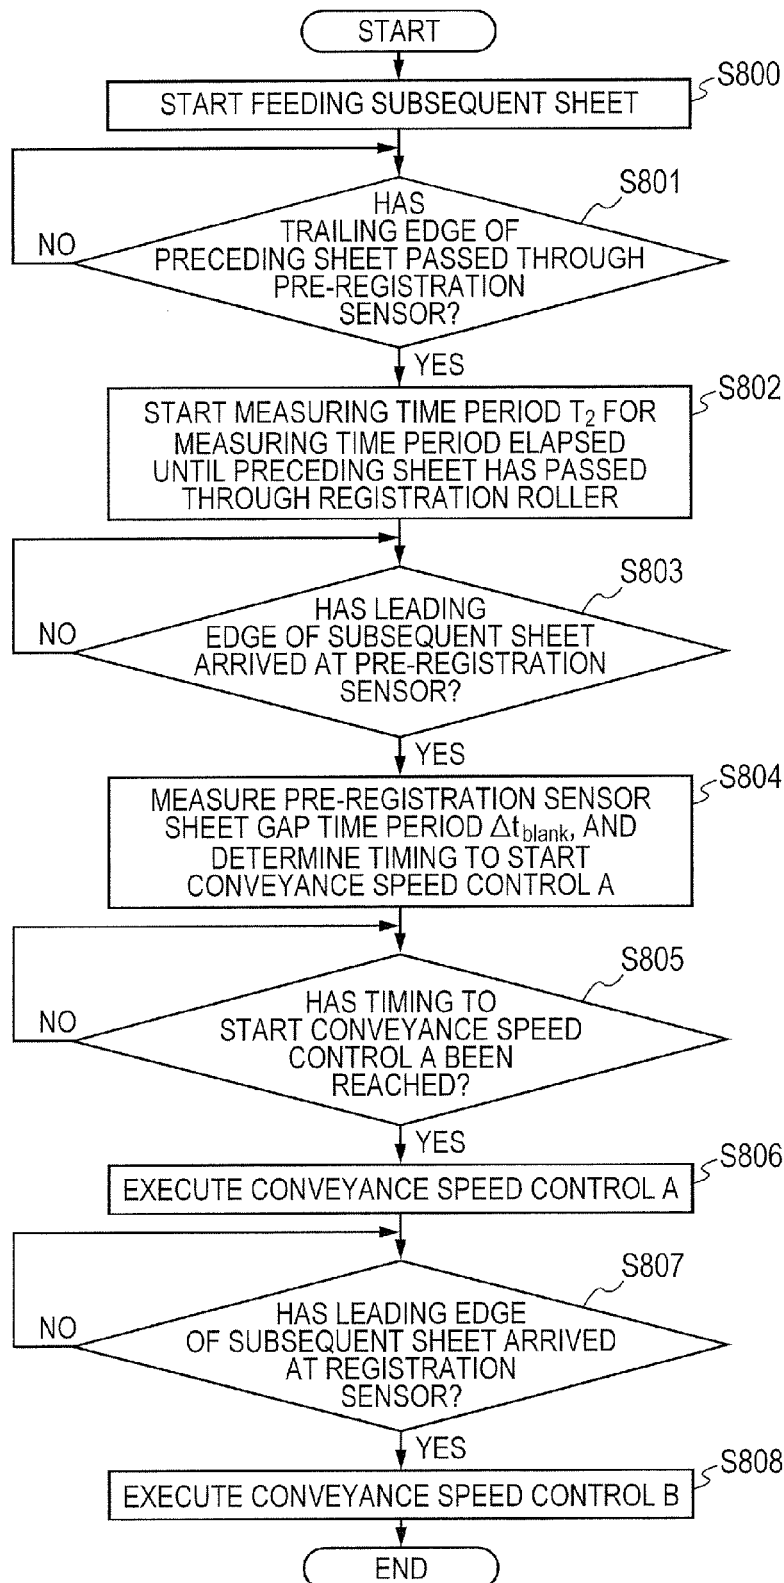 START
S800
START FEEDING SUBSEQUENT SHEET
S801
HAS
TRAILING EDGE OF
PRECEDING SHEET PASSED THROUGH
PRE-REGISTRATION
SENSOR?
NO
YES
S802
START MEASURING TIME PERIOD T₂ FOR
MEASURING TIME PERIOD ELAPSED
UNTIL PRECEDING SHEET HAS PASSED
THROUGH REGISTRATION ROLLER
S803
HAS LEADING
EDGE OF SUBSEQUENT SHEET
ARRIVED AT PRE-REGISTRATION
SENSOR?
NO
YES
S804
MEASURE PRE-REGISTRATION SENSOR
SHEET GAP TIME PERIOD Δt_blank, AND
DETERMINE TIMING TO START
CONVEYANCE SPEED CONTROL A
S805
HAS TIMING TO
START CONVEYANCE SPEED
CONTROL A BEEN
REACHED?
NO
YES
S806
EXECUTE CONVEYANCE SPEED CONTROL A
S807
HAS LEADING EDGE
OF SUBSEQUENT SHEET ARRIVED
AT REGISTRATION
SENSOR?
NO
YES
S808
EXECUTE CONVEYANCE SPEED CONTROL B
END